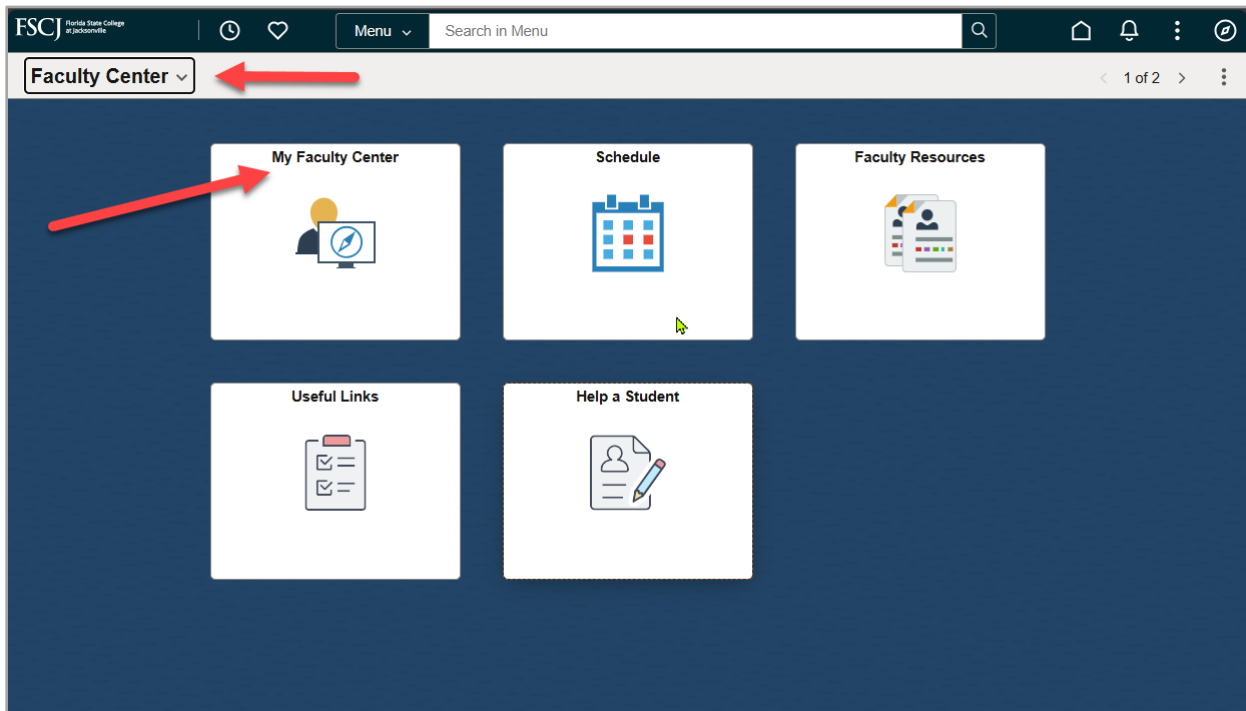 FSCJ Florida State College
at Jacksonville
Menu
Search in Menu
Faculty Center
1 of 2
My Faculty Center
Schedule
Faculty Resources
Useful Links
Help a Student